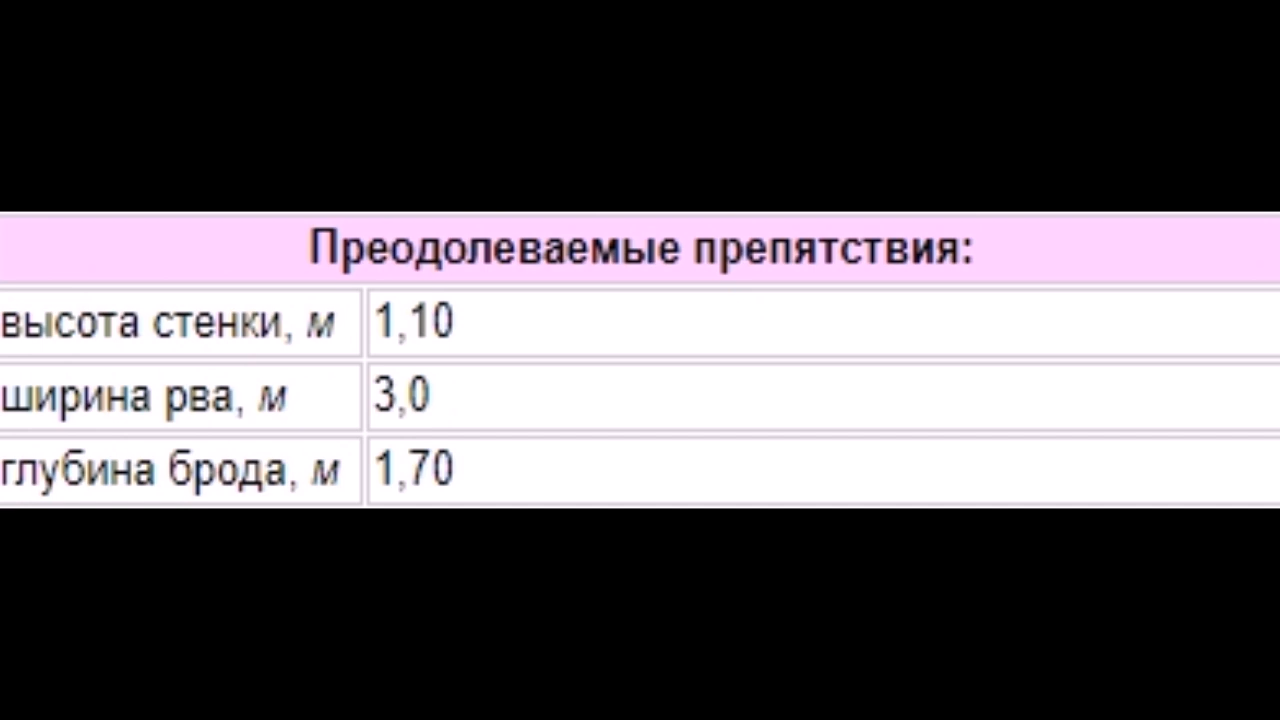 Преодолеваемые препятствия:
высота стенки, м 1,10
ширина рва, м 3,0
глубина брода, м 1,70